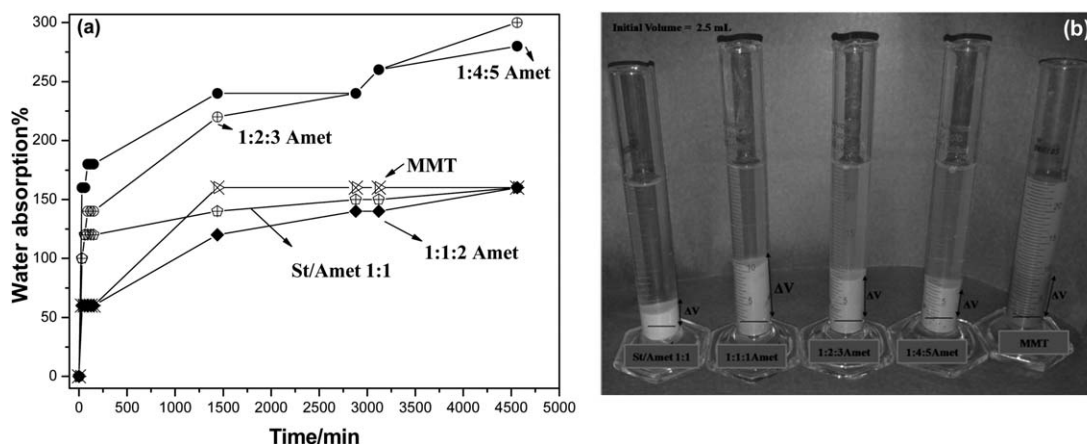 (a)
300
250
200
150
100
50
0
Water absorption%
1:4:5 Amet
1:2:3 Amet
MMT
1:1:2 Amet
St/Amet 1:1
0 500 1000 1500 2000 2500 3000 3500 4000 4500 5000
Time/min
(b)
Initial Volume = 2.5 mL
ΔV
ΔV
ΔV
ΔV
ΔV
St/Amet 1:1
1:1:1Amet
1:2:3Amet
1:4:5Amet
MMT